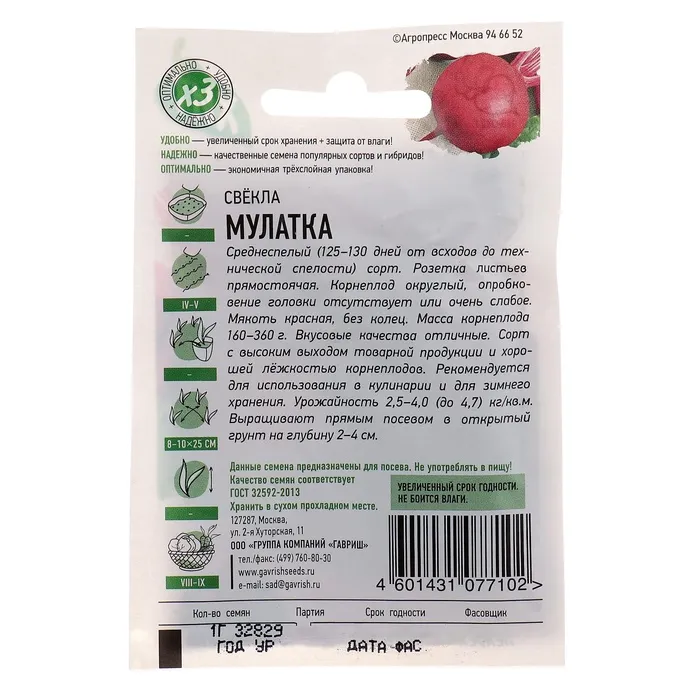 ©Агропресс Москва 94 66 52
ОПТИМАЛЬНО + УДОБНО + НАДЁЖНО +
х3
УДОБНО — увеличенный срок хранения + защита от влаги!
НАДЕЖНО — качественные семена популярных сортов и гибридов!
ОПТИМАЛЬНО — экономичная трёхслойная упаковка!
СВЁКЛА
МУЛАТКА
Среднеспелый (125–130 дней от всходов до тех-
нической спелости) сорт. Розетка листьев
прямостоячая. Корнеплод округлый, опробко-
вение головки отсутствует или очень слабое.
Мякоть красная, без колец. Масса корнеплода
160–360 г. Вкусовые качества отличные. Сорт
с высоким выходом товарной продукции и хоро-
шей лёжкостью корнеплодов. Рекомендуется
для использования в кулинарии и для зимнего
хранения. Урожайность 2,5–4,0 (до 4,7) кг/кв.м.
Выращивают прямым посевом в открытый
грунт на глубину 2–4 см.
–
IV–V
–
8–10×25 СМ
–
VIII–IX
Данные семена предназначены для посева. Не употреблять в пищу!
Качество семян соответствует
ГОСТ 32592-2013
Хранить в сухом прохладном месте.
127287, Москва,
ул. 2-я Хуторская, 11
ООО «ГРУППА КОМПАНИЙ «ГАВРИШ»
тел./факс: (499) 760-80-30
www.gavrishseeds.ru
e-mail: sad@gavrish.ru
УВЕЛИЧЕННЫЙ СРОК ГОДНОСТИ.
НЕ БОИТСЯ ВЛАГИ.
4 601431 077102 >
Кол-во семян Партия Срок годности Фасовщик
1Г 32829
ГОД УР ДАТА ФАС